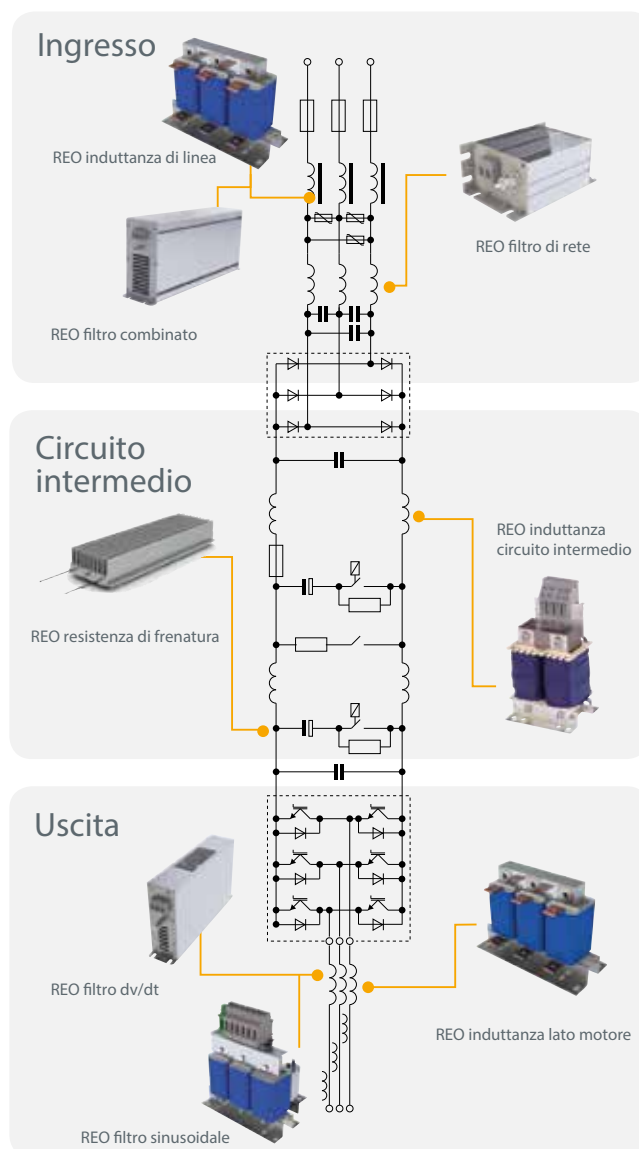 Ingresso
REO induttanza di linea
REO filtro di rete
REO filtro combinato
Circuito
intermedio
REO induttanza
circuito intermedio
REO resistenza di frenatura
Uscita
REO filtro dv/dt
REO induttanza lato motore
REO filtro sinusoidale